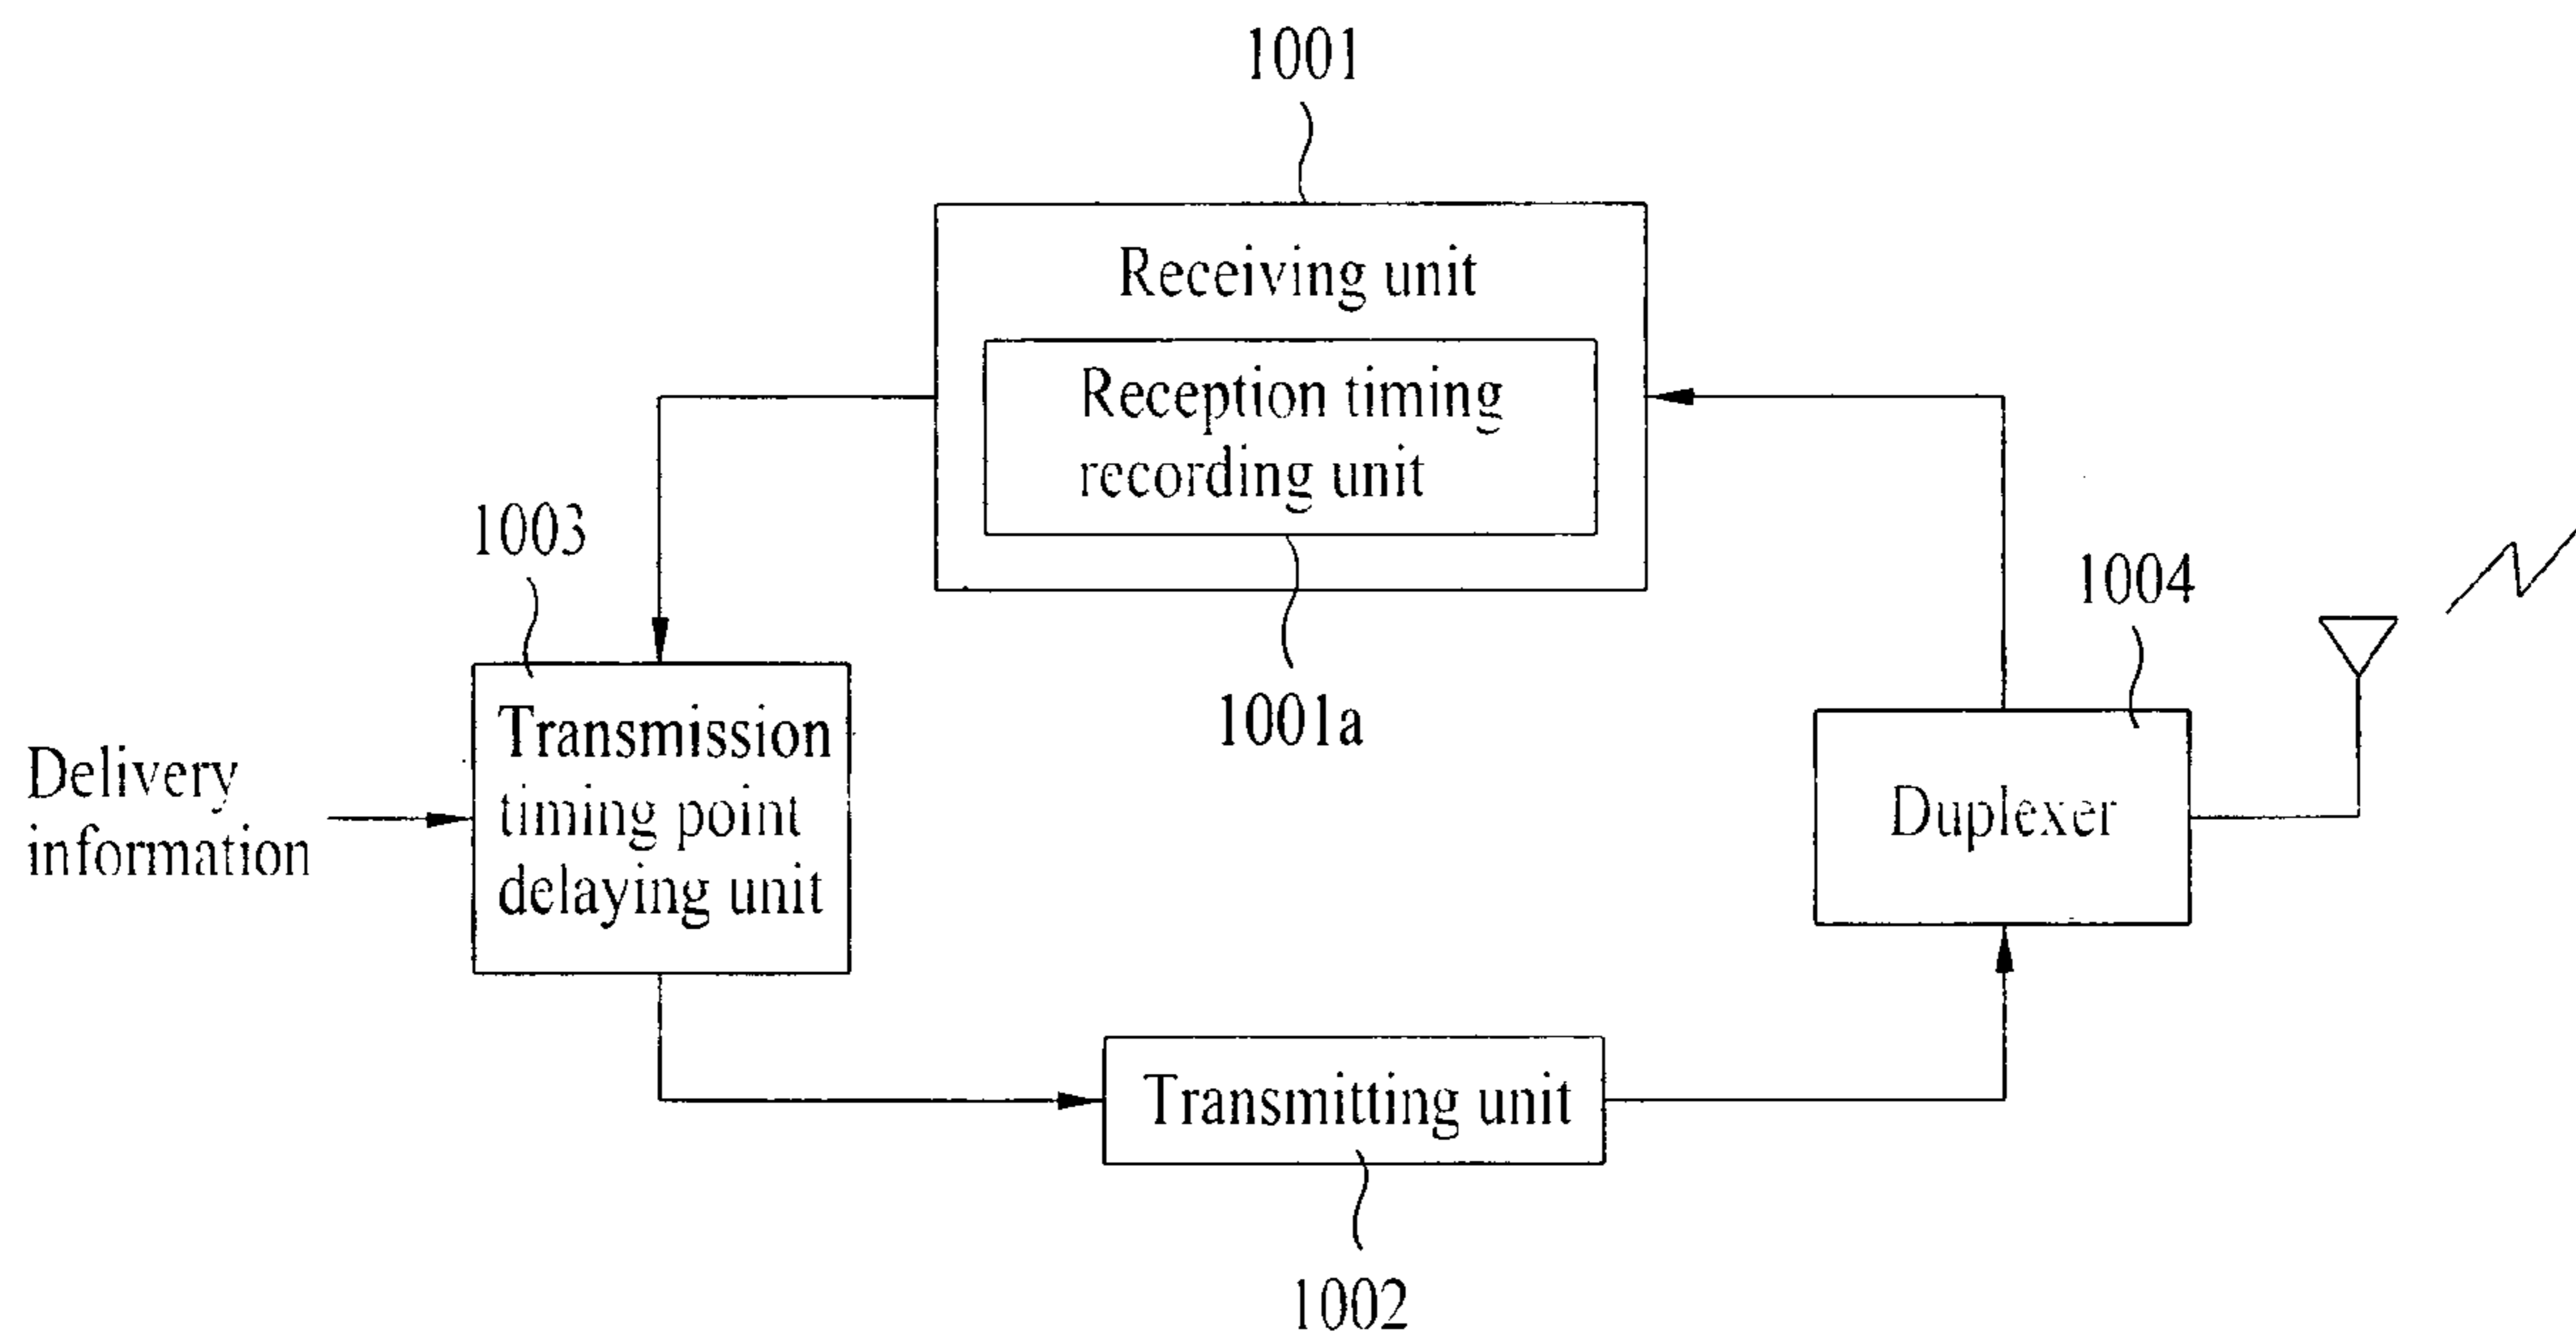 1001
Receiving unit
Reception timing
recording unit
1003
1004
1001a
Transmission
timing point
delaying unit
Delivery
information
Duplexer
Transmitting unit
1002